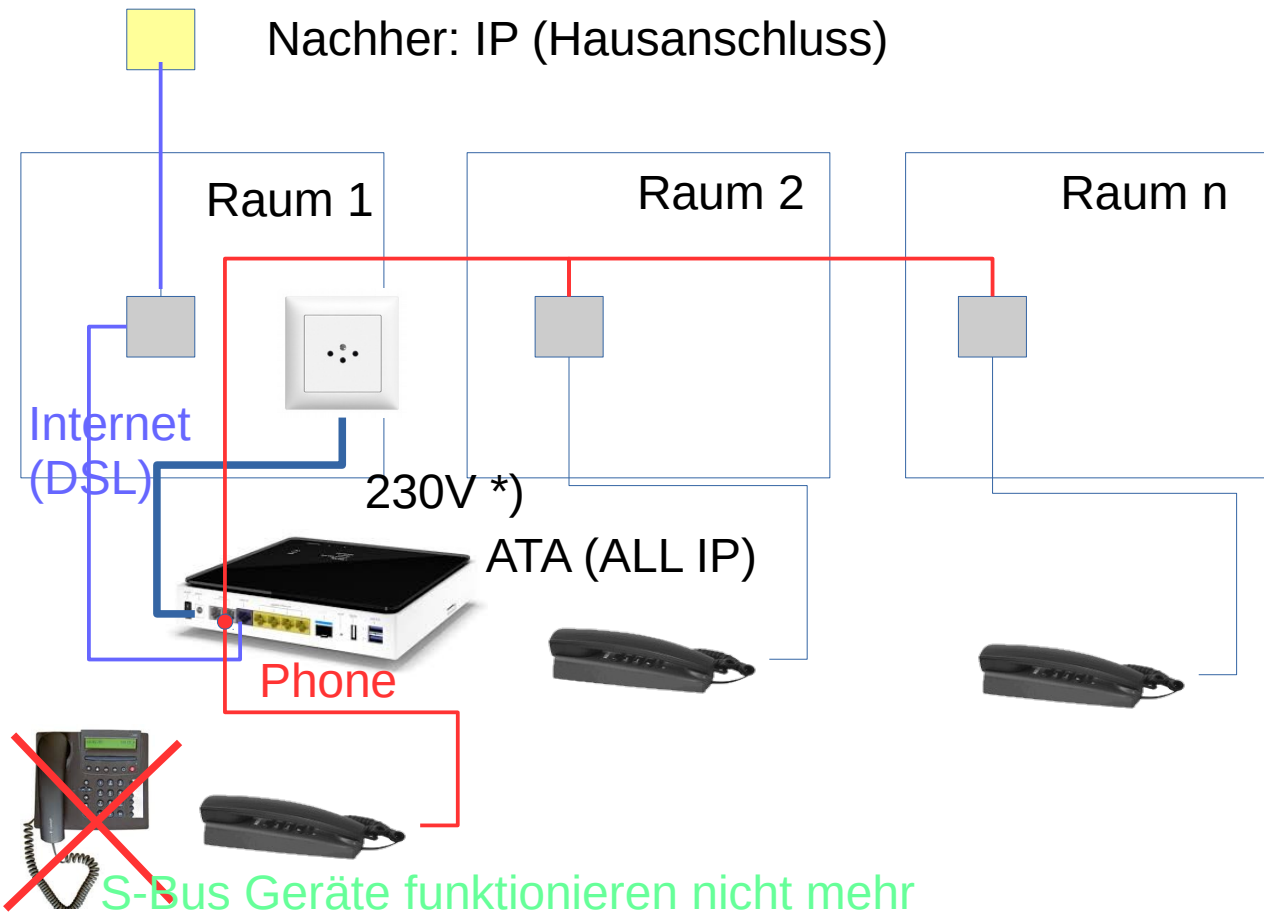 Nachher: IP (Hausanschluss)
Raum 1
Raum 2
Raum n
Internet
(DSL)
230V *)
ATA (ALL IP)
Phone
S-Bus Geräte funktionieren nicht mehr